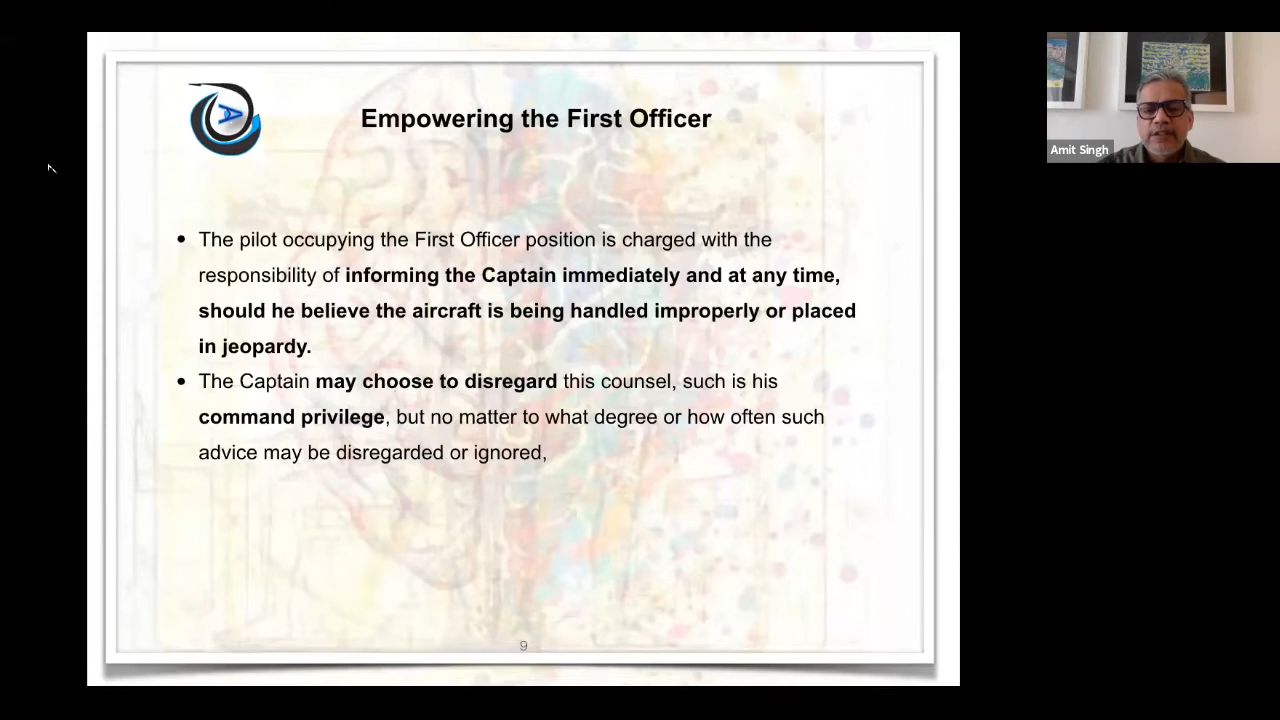 Empowering the First Officer
Amit Singh
• The pilot occupying the First Officer position is charged with the
responsibility of informing the Captain immediately and at any time,
should he believe the aircraft is being handled improperly or placed
in jeopardy.
• The Captain may choose to disregard this counsel, such is his
command privilege, but no matter to what degree or how often such
advice may be disregarded or ignored,
9